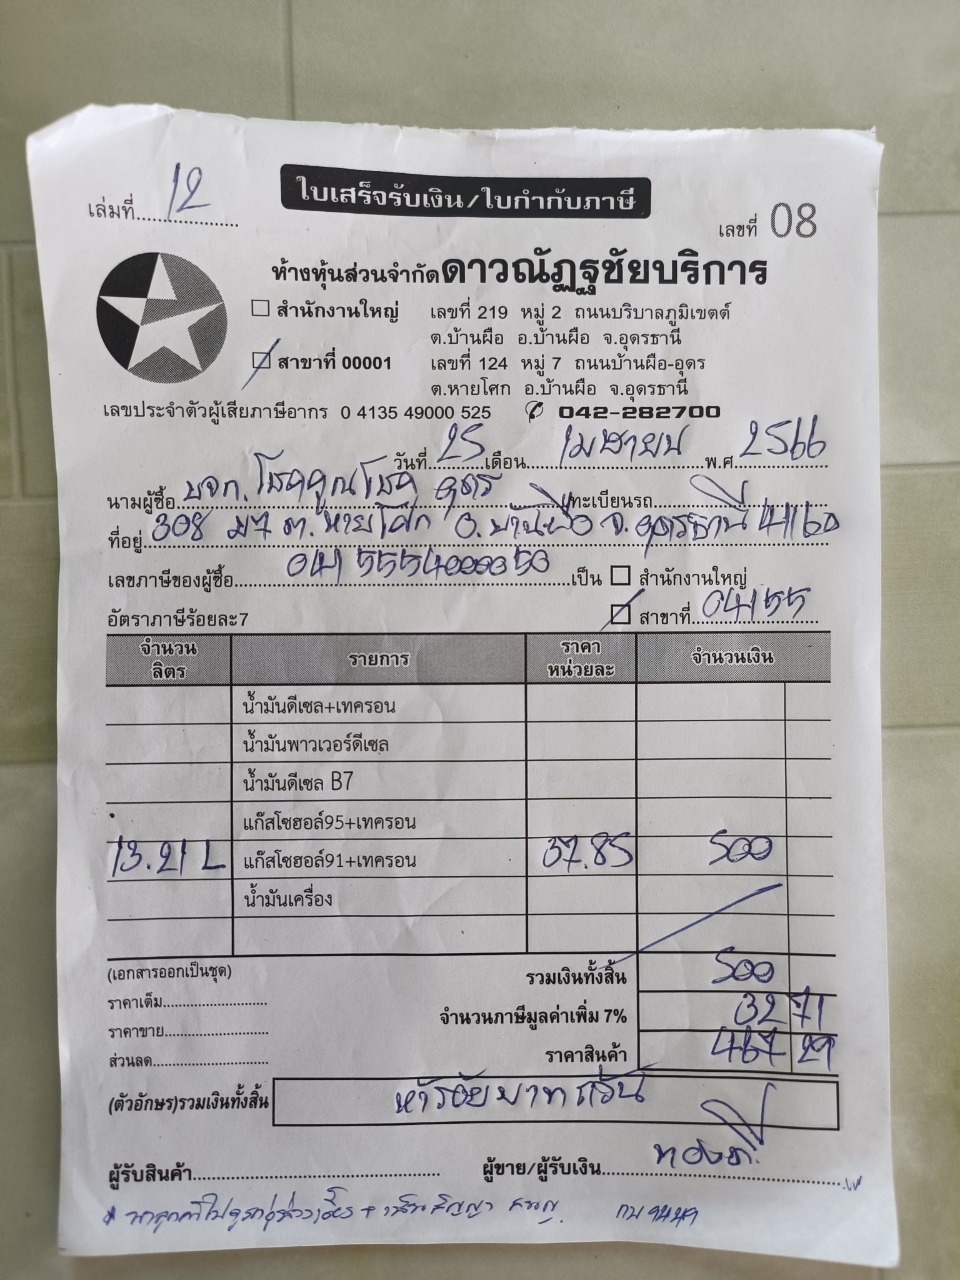 ใบเสร็จรับเงิน/ใบกำกับภาษี
เล่มที่ 12
เลขที่ 08
ห้างหุ้นส่วนจำกัดดาวณัฏฐชัยบริการ
สำนักงานใหญ่ เลขที่ 219 หมู่ 2 ถนนบริบาลภูมิเขตต์
ต.บ้านผือ อ.บ้านผือ จ.อุดรธานี
สาขาที่ 00001 เลขที่ 124 หมู่ 7 ถนนบ้านผือ-อุดร
ต.หายโศก อ.บ้านผือ จ.อุดรธานี
เลขประจำตัวผู้เสียภาษีอากร 0 4135 49000 525 042-282700
วันที่ 25 เดือน เมษายน พ.ศ 2566
นามผู้ซื้อ บจก. โชคคูณโชค อุดร ทะเบียนรถ
ที่อยู่ 308 ม7 ต.หายโศก อ.บ้านผือ จ.อุดรธานี 41160
เลขภาษีของผู้ซื้อ 0415554000050 เป็น สำนักงานใหญ่
อัตราภาษีร้อยละ7 สาขาที่ 04155
จำนวนลิตร รายการ ราคาหน่วยละ จำนวนเงิน
น้ำมันดีเซล+เทครอน
น้ำมันพาวเวอร์ดีเซล
น้ำมันดีเซล B7
แก๊สโซฮอล์95+เทครอน
13.21 L แก๊สโซฮอล์91+เทครอน 37.85 500
น้ำมันเครื่อง
(เอกสารออกเป็นชุด) รวมเงินทั้งสิ้น 500
ราคาเต็ม
จำนวนภาษีมูลค่าเพิ่ม 7% 32 71
ราคาขาย
ราคาสินค้า 467 29
ส่วนลด
(ตัวอักษร)รวมเงินทั้งสิ้น ห้าร้อยบาทถ้วน
ผู้รับสินค้า ผู้ขาย/ผู้รับเงิน